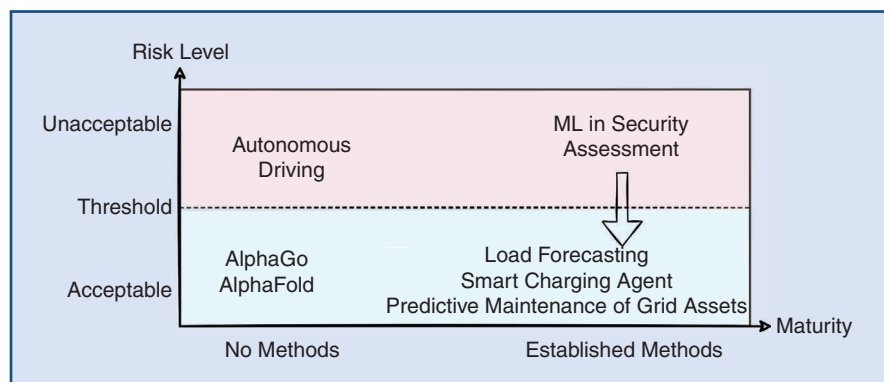 Risk Level
Unacceptable
Autonomous
Driving
ML in Security
Assessment
Threshold
AlphaGo
AlphaFold
Load Forecasting
Smart Charging Agent
Predictive Maintenance of Grid Assets
Acceptable
Maturity
No Methods
Established Methods